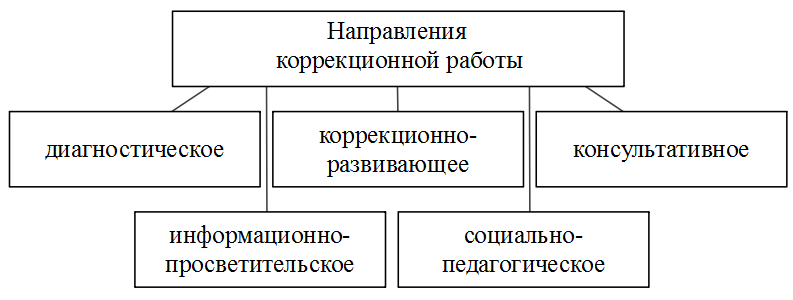 Направления
коррекционной работы
диагностическое
коррекционно-
развивающее
консультативное
информационно-
просветительское
социально-
педагогическое